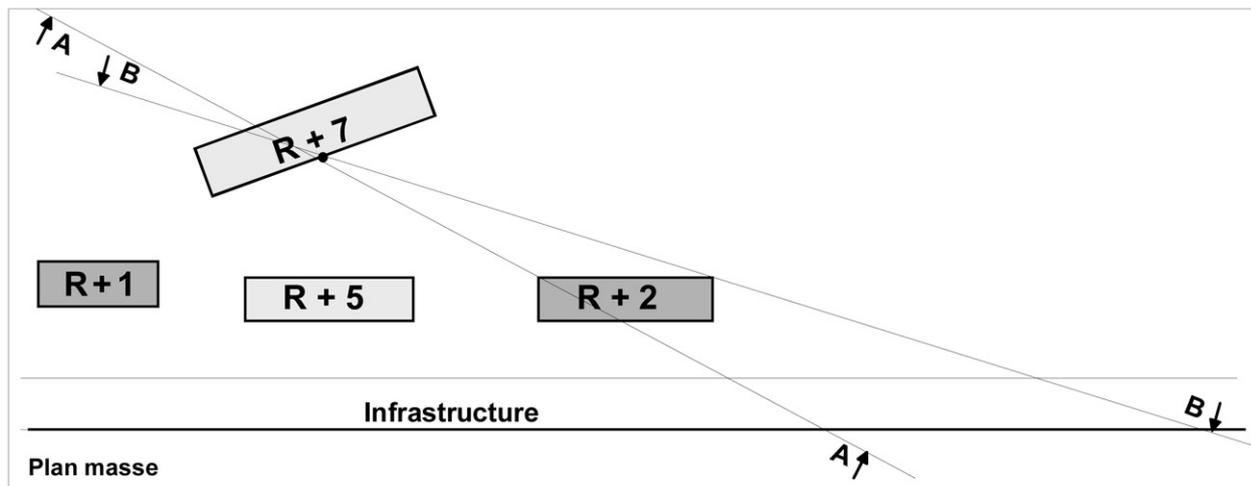 A
B
R + 7
R + 1
R + 5
R + 2
Infrastructure
B
A
Plan masse